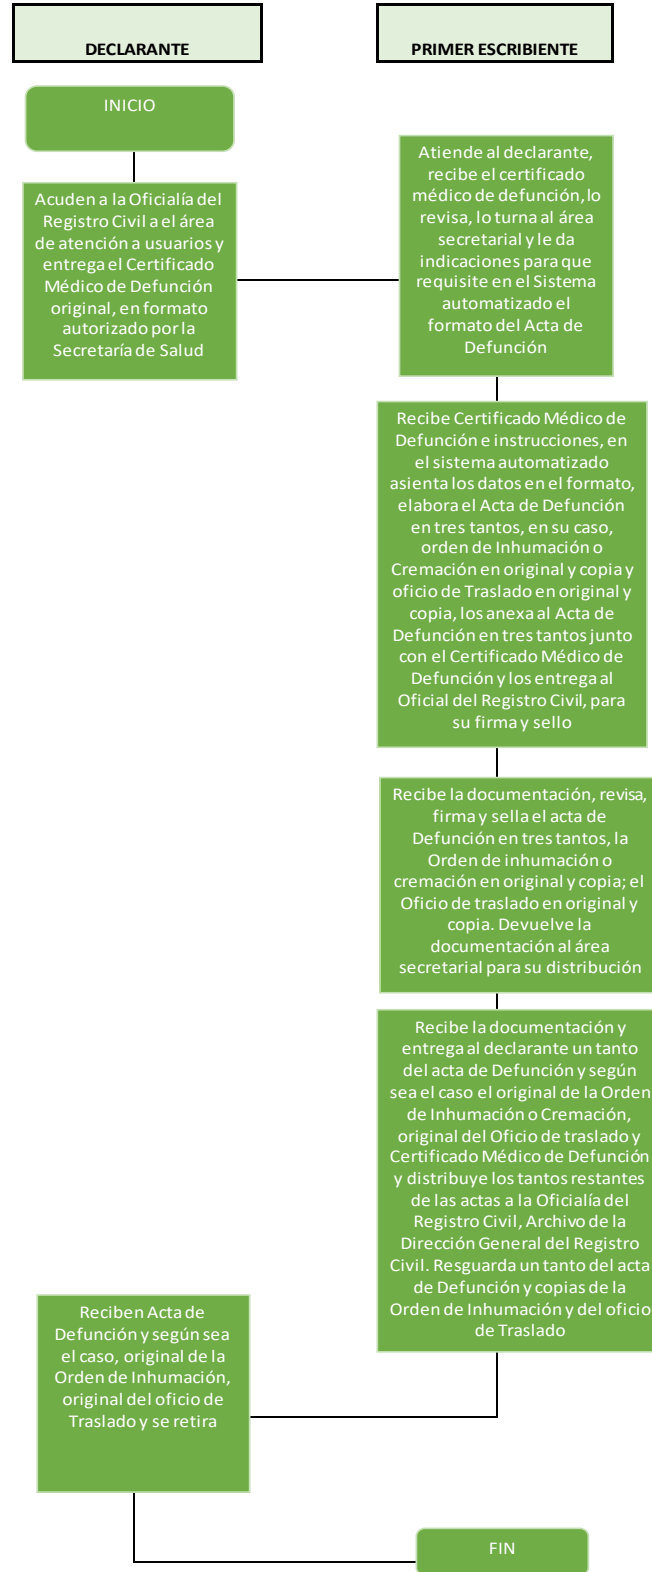 DECLARANTE
PRIMER ESCRIBIENTE
INICIO
Acuden a la Oficialía del
Registro Civil a el área
de atención a usuarios y
entrega el Certificado
Médico de Defunción
original, en formato
autorizado por la
Secretaría de Salud
Atiende al declarante,
recibe el certificado
médico de defunción, lo
revisa, lo turna al área
secretarial y le da
indicaciones para que
requisite en el Sistema
automatizado el
formato del Acta de
Defunción
Recibe Certificado Médico de
Defunción e instrucciones, en
el sistema automatizado
asienta los datos en el formato,
elabora el Acta de Defunción
en tres tantos, en su caso,
orden de Inhumación o
Cremación en original y copia y
oficio de Traslado en original y
copia, los anexa al Acta de
Defunción en tres tantos junto
con el Certificado Médico de
Defunción y los entrega al
Oficial del Registro Civil, para
su firma y sello
Recibe la documentación, revisa,
firma y sella el acta de
Defunción en tres tantos, la
Orden de inhumación o
cremación en original y copia; el
Oficio de traslado en original y
copia. Devuelve la
documentación al área
secretarial para su distribución
Recibe la documentación y
entrega al declarante un tanto
del acta de Defunción y según
sea el caso el original de la Orden
de Inhumación o Cremación,
original del Oficio de traslado y
Certificado Médico de Defunción
y distribuye los tantos restantes
de las actas a la Oficialía del
Registro Civil, Archivo de la
Dirección General del Registro
Civil. Resguarda un tanto del acta
de Defunción y copias de la
Orden de Inhumación y del oficio
de Traslado
Reciben Acta de
Defunción y según sea
el caso, original de la
Orden de Inhumación,
original del oficio de
Traslado y se retira
FIN